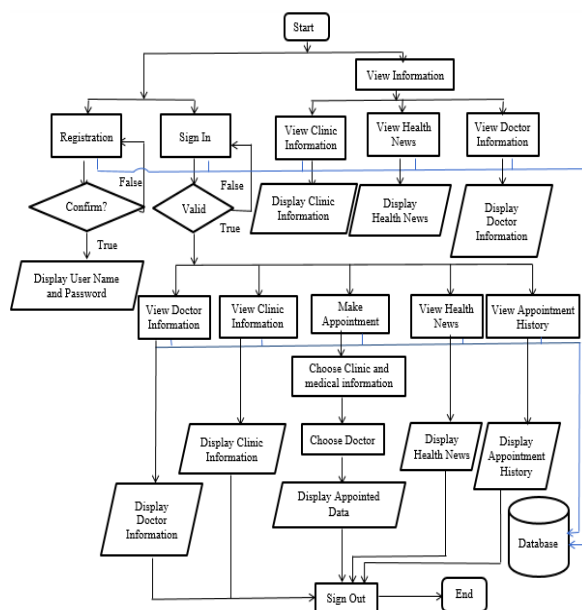 Start
View Information
Registration
Sign In
View Clinic
Information
View Health
News
View Doctor
Information
False
False
Confirm?
Valid
Display Clinic
Information
Display
Health News
Display
Doctor
Information
True
True
Display User Name
and Password
View Doctor
Information
View Clinic
Information
Make
Appointment
View Health
News
View Appointment
History
Choose Clinic and
medical information
Choose Doctor
Display Clinic
Information
Display
Health News
Display
Appointment
History
Display
Doctor
Information
Display Appointed
Data
Database
Sign Out
End